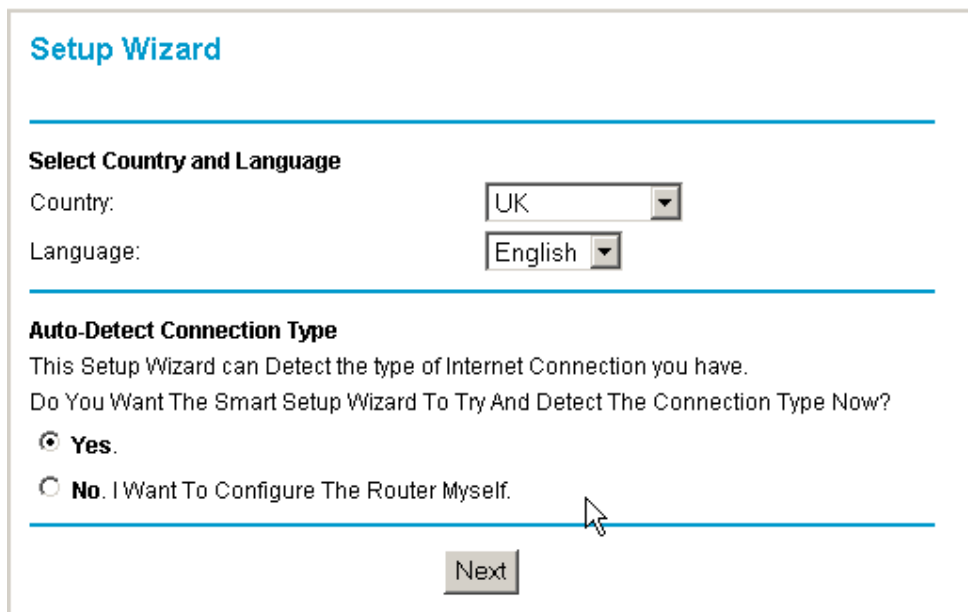 Setup Wizard
Select Country and Language
Country:
UK
Language:
English
Auto-Detect Connection Type
This Setup Wizard can Detect the type of Internet Connection you have.
Do You Want The Smart Setup Wizard To Try And Detect The Connection Type Now?
Yes.
No. I Want To Configure The Router Myself.
Next